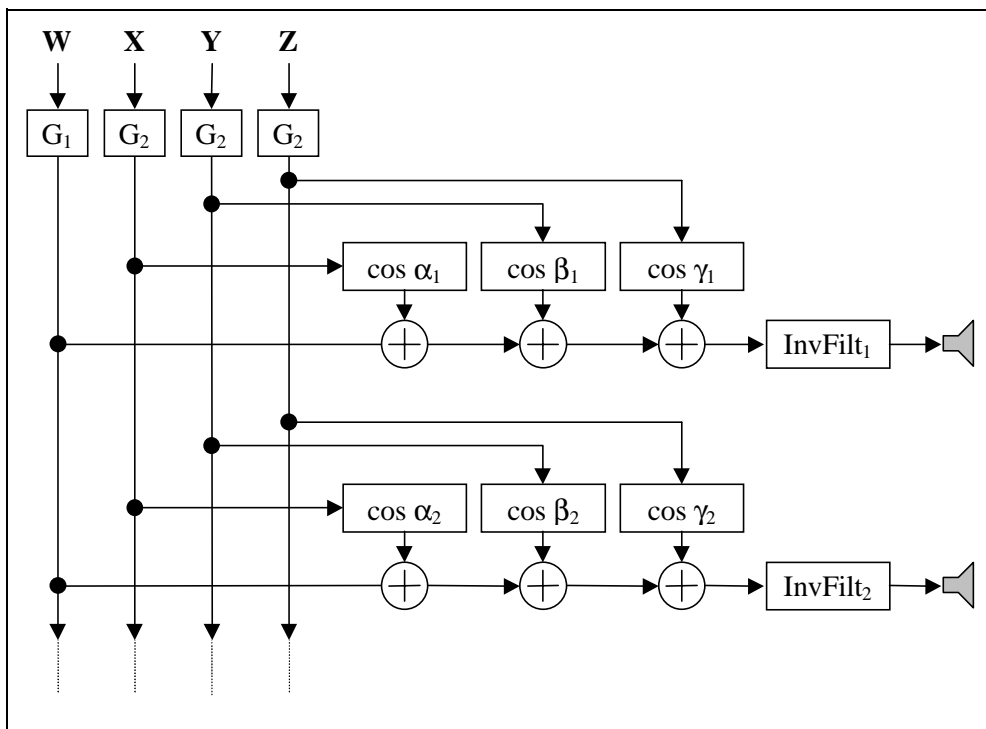 W X Y Z
G₁ G₂ G₂ G₂
cos α₁ cos β₁ cos γ₁
InvFilt₁
cos α₂ cos β₂ cos γ₂
InvFilt₂